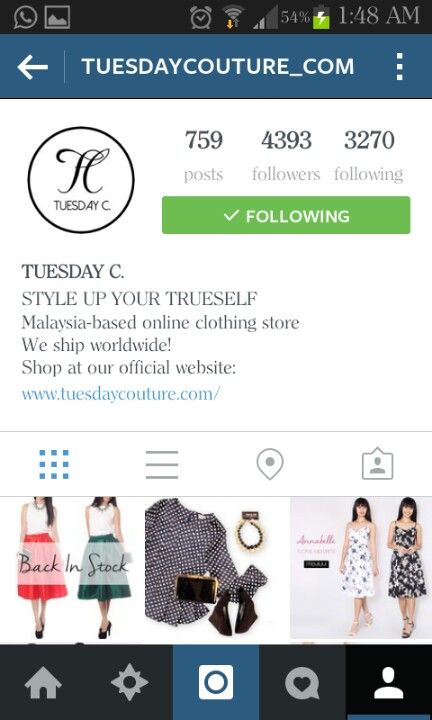 54% 1:48 AM
TUESDAYCOUTURE_COM
TC
TUESDAY C.
759 4393 3270
posts followers following
FOLLOWING
TUESDAY C.
STYLE UP YOUR TRUESELF
Malaysia-based online clothing store
We ship worldwide!
Shop at our official website:
www.tuesdaycouture.com/
Back In Stock
Annabelle
PREMIUM